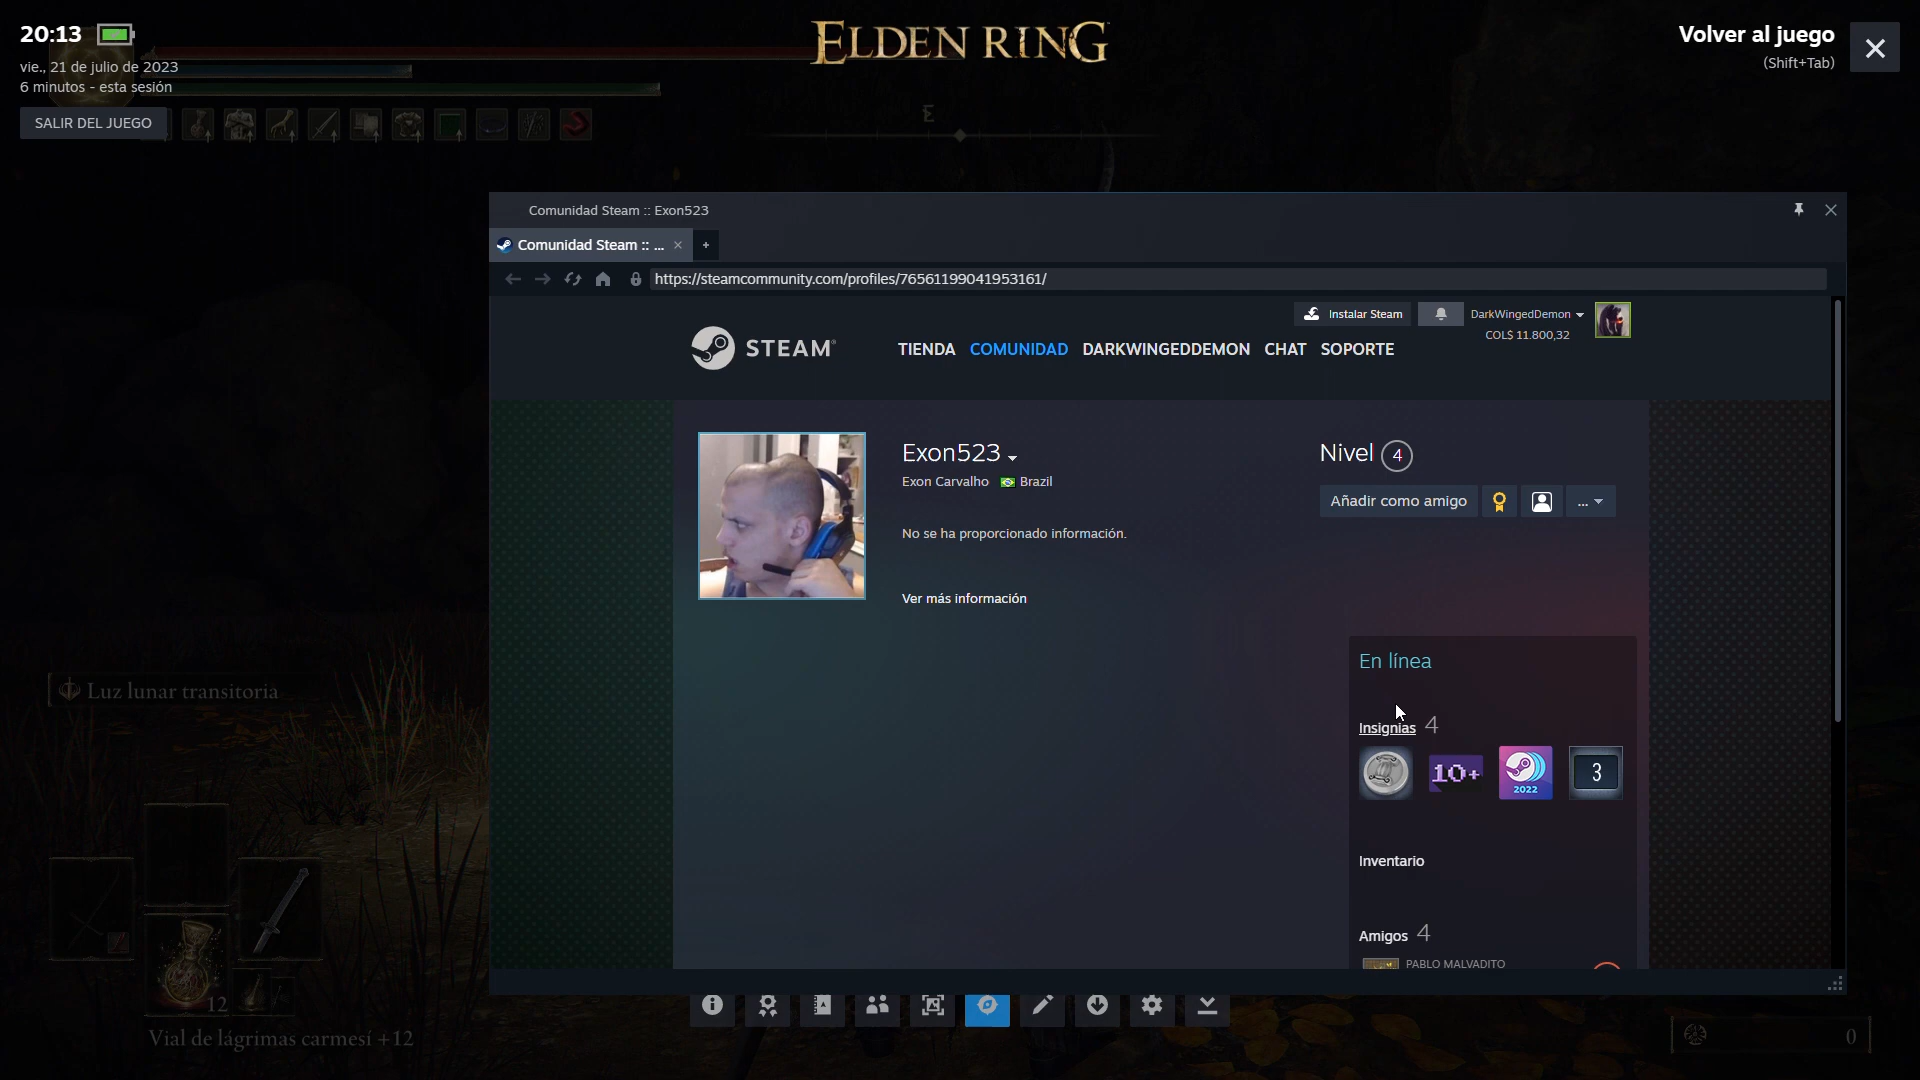 20:13
vie., 21 de julio de 2023
6 minutos - esta sesión
SALIR DEL JUEGO
ELDEN RING
Volver al juego
(Shift+Tab)
E
Comunidad Steam :: Exon523
Comunidad Steam :: ...
https://steamcommunity.com/profiles/76561199041953161/
Instalar Steam
DarkWingedDemon
COL$ 11.800,32
STEAM®
TIENDA COMUNIDAD DARKWINGEDDEMON CHAT SOPORTE
Exon523
Exon Carvalho Brazil
No se ha proporcionado información.
Ver más información
Nivel 4
Añadir como amigo
...
En línea
Insignias 4
10+
2022
3
Inventario
Amigos 4
PABLO MALVADITO
Luz lunar transitoria
12
Vial de lágrimas carmesí +12
0